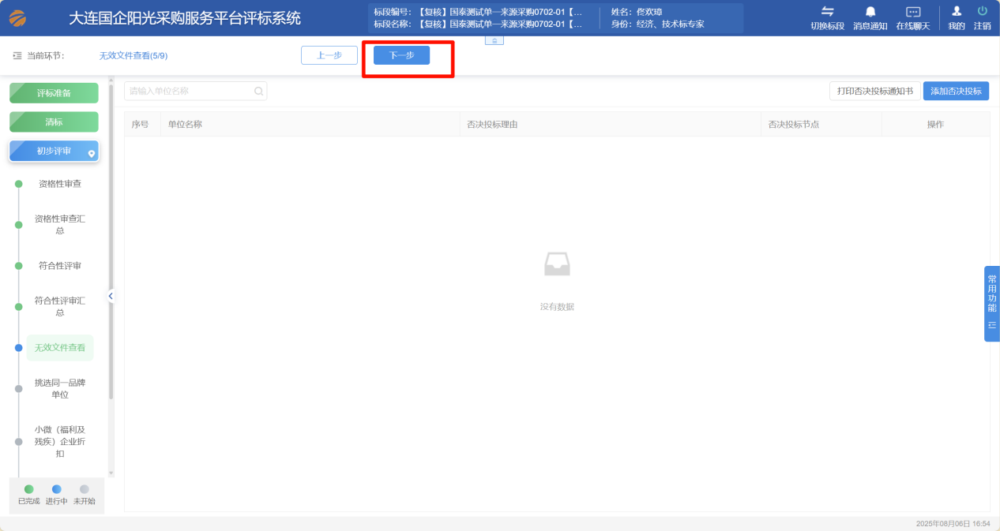 大连国企阳光采购服务平台评标系统
标段编号：【复核】国泰测试单一来源采购0702-01【...
标段名称：【复核】国泰测试单一来源采购0702-01【...
姓名：佟欢璋
身份：经济、技术标专家
切换标段
消息通知
在线聊天
我的
注销
当前环节：
无效文件查看(5/9)
上一步
下一步
评标准备
清标
初步评审
资格性审查
资格性审查汇
总
符合性评审
符合性评审汇
总
无效文件查看
挑选同一品牌
单位
小微（福利及
残疾）企业折
扣
已完成
进行中
未开始
请输入单位名称
打印否决投标通知书
添加否决投标
序号
单位名称
否决投标理由
否决投标节点
操作
没有数据
常用功能
2025年08月06日 16:54